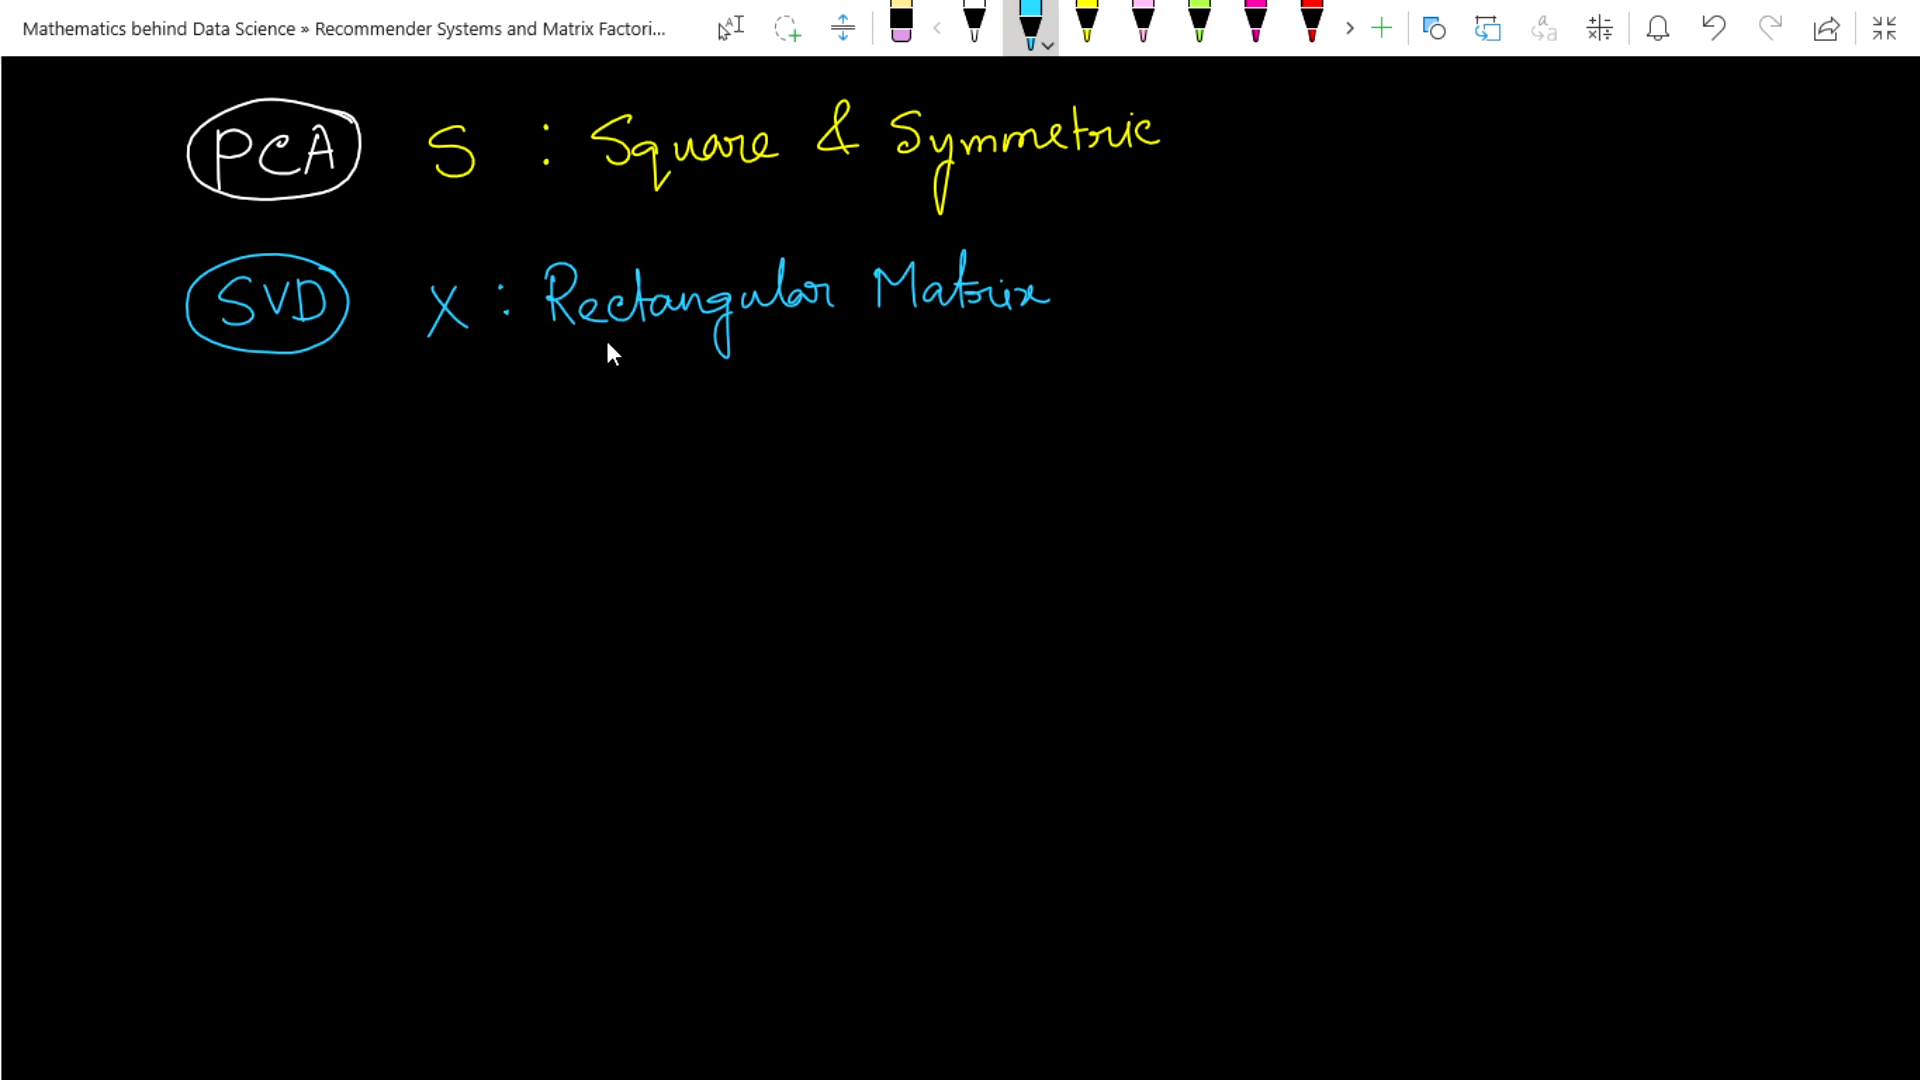 Mathematics behind Data Science » Recommender Systems and Matrix Factori...
PCA S : Square & Symmetric
SVD X : Rectangular Matrix